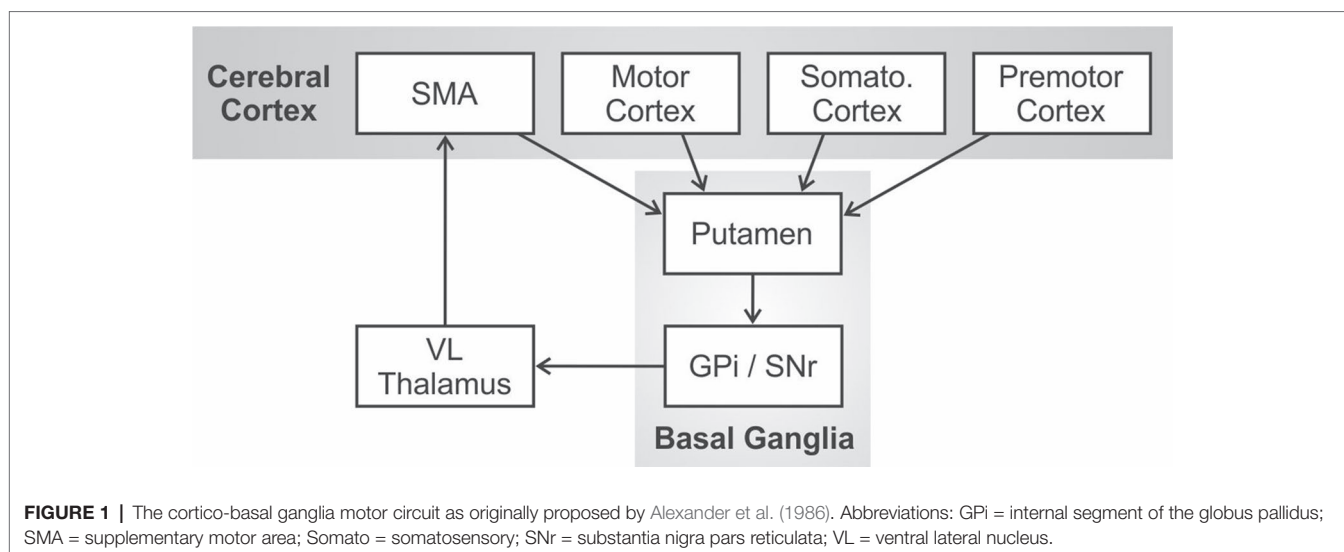 Cerebral
Cortex
SMA
Motor
Cortex
Somato.
Cortex
Premotor
Cortex
Putamen
VL
Thalamus
GPi / SNr
Basal Ganglia
FIGURE 1 | The cortico-basal ganglia motor circuit as originally proposed by Alexander et al. (1986). Abbreviations: GPi = internal segment of the globus pallidus;
SMA = supplementary motor area; Somato = somatosensory; SNr = substantia nigra pars reticulata; VL = ventral lateral nucleus.